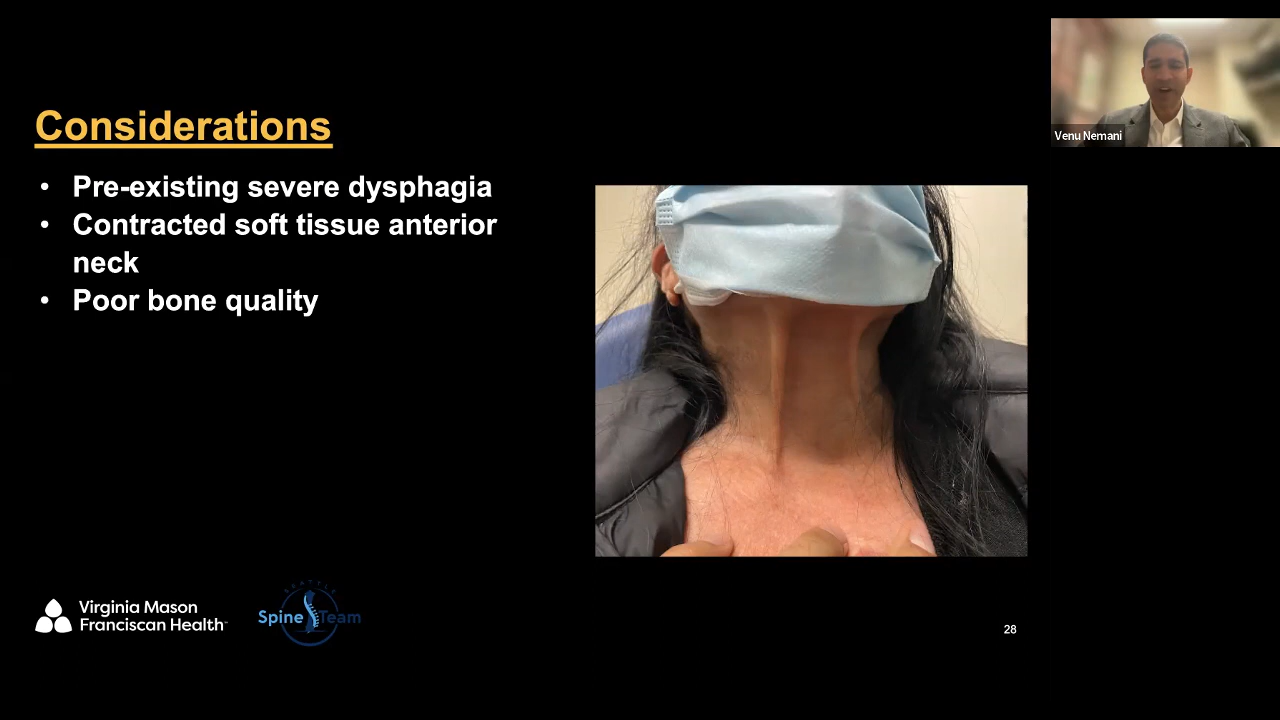 Considerations
• Pre-existing severe dysphagia
• Contracted soft tissue anterior
neck
• Poor bone quality
Venu Nemani
Virginia Mason
Franciscan Health
SEATTLE
Spine Team
28